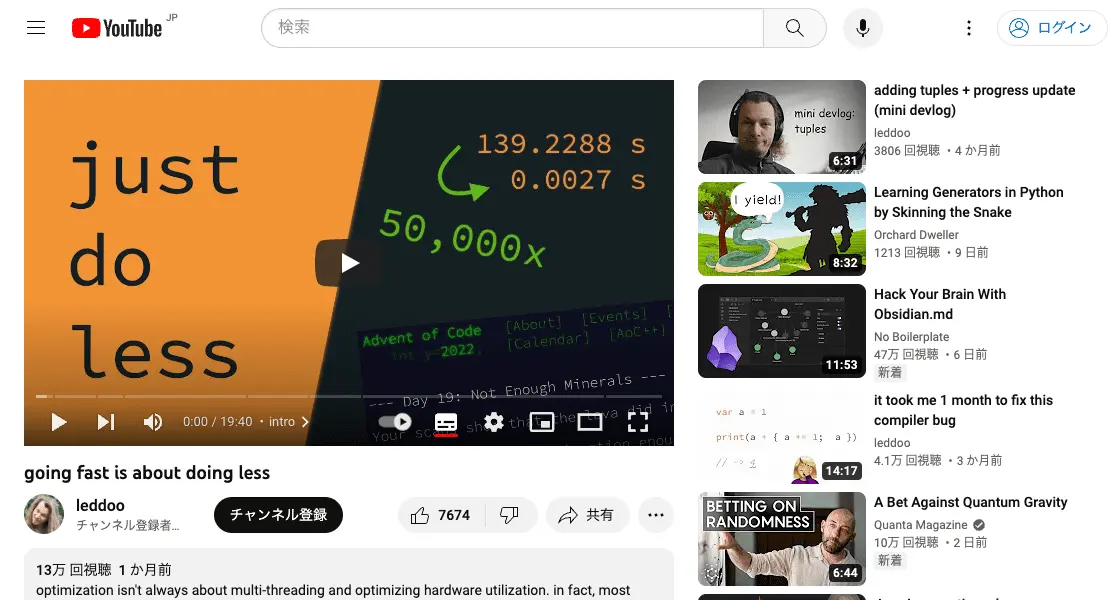 YouTube JP
検索
ログイン
just
do
less
139.2288 s
0.0027 s
50,000x
Advent of Code
[About]
[Events]
2022
[Calendar]
[AoC++]
--- Day 19: Not Enough Minerals ---
Your
that the lava did
0:00 / 19:40 • intro
going fast is about doing less
leddoo
チャンネル登録者...
チャンネル登録
7674
共有
13万 回視聴 1 か月前
optimization isn't always about multi-threading and optimizing hardware utilization. in fact, most
mini devlog:
tuples
6:31
adding tuples + progress update
(mini devlog)
leddoo
3806 回視聴 ・4 か月前
I yield!
8:32
Learning Generators in Python
by Skinning the Snake
Orchard Dweller
1213 回視聴 ・9 日前
11:53
Hack Your Brain With
Obsidian.md
No Boilerplate
47万 回視聴 ・6 日前
新着
var a = 1
print(a + { a += 1; a })
14:17
it took me 1 month to fix this
compiler bug
leddoo
4.1万 回視聴 ・3 か月前
BETTING ON
RANDOMNESS
6:44
A Bet Against Quantum Gravity
Quanta Magazine
10万 回視聴 ・2 日前
新着